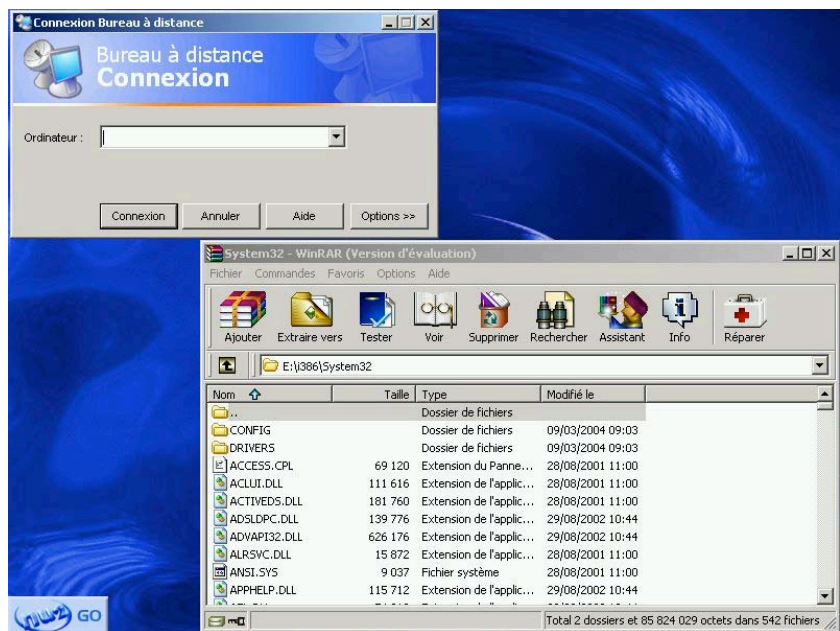 Connexion Bureau à distance
Bureau à distance
Connexion
Ordinateur :
Connexion Annuler Aide Options >>
System32 - WinRAR (Version d'évaluation)
Fichier Commandes Favoris Options Aide
Ajouter Extraire vers Tester Voir Supprimer Rechercher Assistant Info Réparer
E:\i386\System32
Nom Taille Type Modifié le
.. Dossier de fichiers
CONFIG Dossier de fichiers 09/03/2004 09:03
DRIVERS Dossier de fichiers 09/03/2004 09:03
ACCESS.CPL 69 120 Extension du Panne... 28/08/2001 11:00
ACLUI.DLL 111 616 Extension de l'applic... 28/08/2001 11:00
ACTIVEDS.DLL 181 760 Extension de l'applic... 28/08/2001 11:00
ADSLDPC.DLL 139 776 Extension de l'applic... 29/08/2002 10:44
ADVAPI32.DLL 626 176 Extension de l'applic... 29/08/2002 10:44
ALRSVC.DLL 15 872 Extension de l'applic... 28/08/2001 11:00
ANSI.SYS 9 037 Fichier système 28/08/2001 11:00
APPHELP.DLL 115 712 Extension de l'applic... 29/08/2002 10:44
GO
Total 2 dossiers et 85 824 029 octets dans 542 fichiers